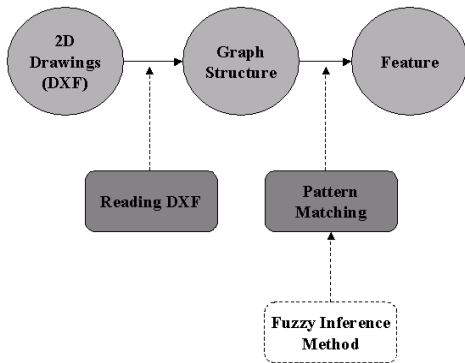 2D
Drawings
(DXF)
Graph
Structure
Feature
Reading DXF
Pattern
Matching
Fuzzy Inference
Method